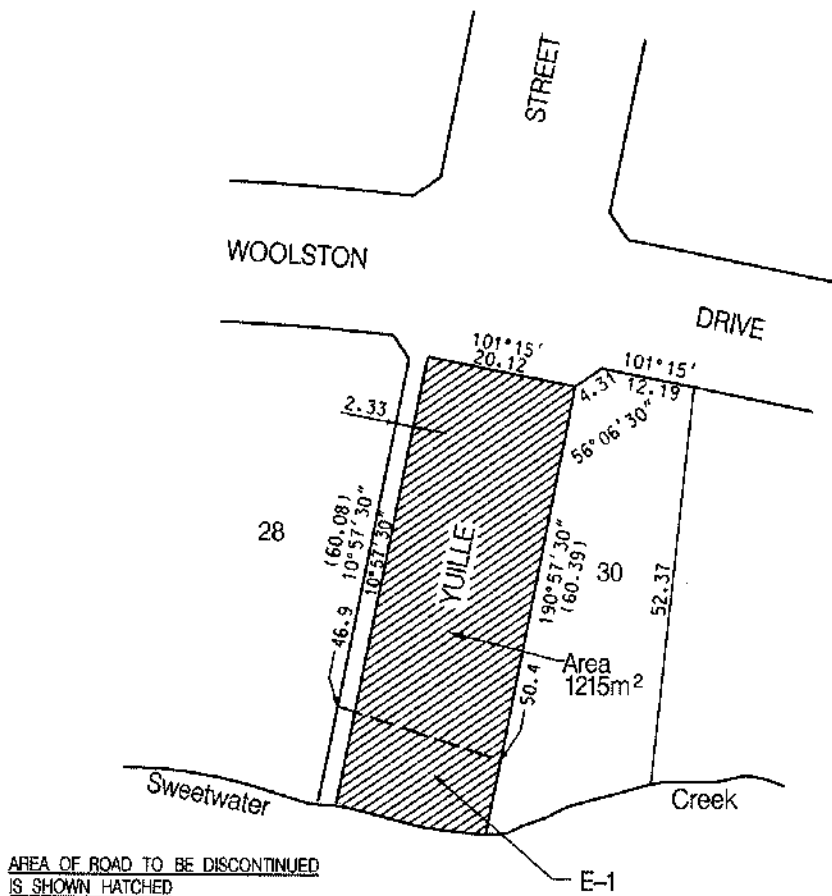 STREET
WOOLSTON
DRIVE
101°15'
20.12
101°15'
12.19
4.31
56°06'30"
2.33
28
(60.08)
10°57'30"
10°57'30"
YUILLE
190°57'30"
(60.39)
30
52.37
46.9
50.4
Area
1215m²
Sweetwater
Creek
E-1
AREA OF ROAD TO BE DISCONTINUED
IS SHOWN HATCHED